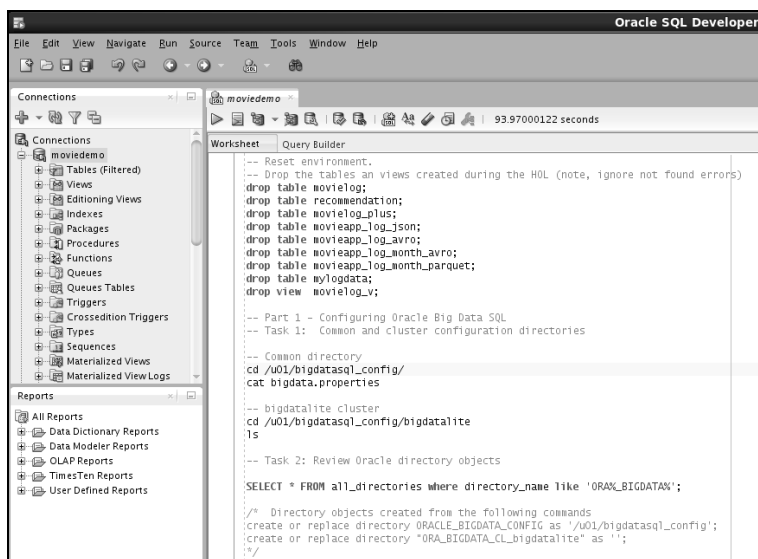 Oracle SQL Developer
File Edit View Navigate Run Source Team Tools Window Help
Connections
moviedemo
93.97000122 seconds
Worksheet Query Builder
Connections
moviedemo
Tables (Filtered)
Views
Editioning Views
Indexes
Packages
Procedures
Functions
Queues
Queues Tables
Triggers
Crossedition Triggers
Types
Sequences
Materialized Views
Materialized View Logs
Reports
All Reports
Data Dictionary Reports
Data Modeler Reports
OLAP Reports
TimesTen Reports
User Defined Reports
-- Reset environment.
-- Drop the tables an views created during the HOL (note, ignore not found errors)
drop table movielog;
drop table recommendation;
drop table movielog_plus;
drop table movieapp_log_json;
drop table movieapp_log_avro;
drop table movieapp_log_month_avro;
drop table movieapp_log_month_parquet;
drop table mylogdata;
drop view movielog_v;
-- Part 1 - Configuring Oracle Big Data SQL
-- Task 1: Common and cluster configuration directories
-- Common directory
cd /u01/bigdatasql_config/
cat bigdata.properties
-- bigdatalite cluster
cd /u01/bigdatasql_config/bigdatalite
ls
-- Task 2: Review Oracle directory objects
SELECT * FROM all_directories where directory_name like 'ORA%_BIGDATA%';
/* Directory objects created from the following commands
create or replace directory ORACLE_BIGDATA_CONFIG as '/u01/bigdatasql_config';
create or replace directory "ORA_BIGDATA_CL_bigdatalite" as '';
*/